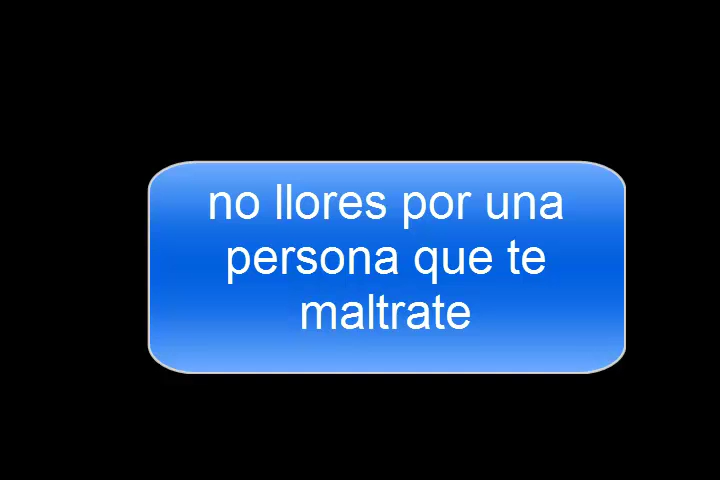 no llores por una
persona que te
maltrate